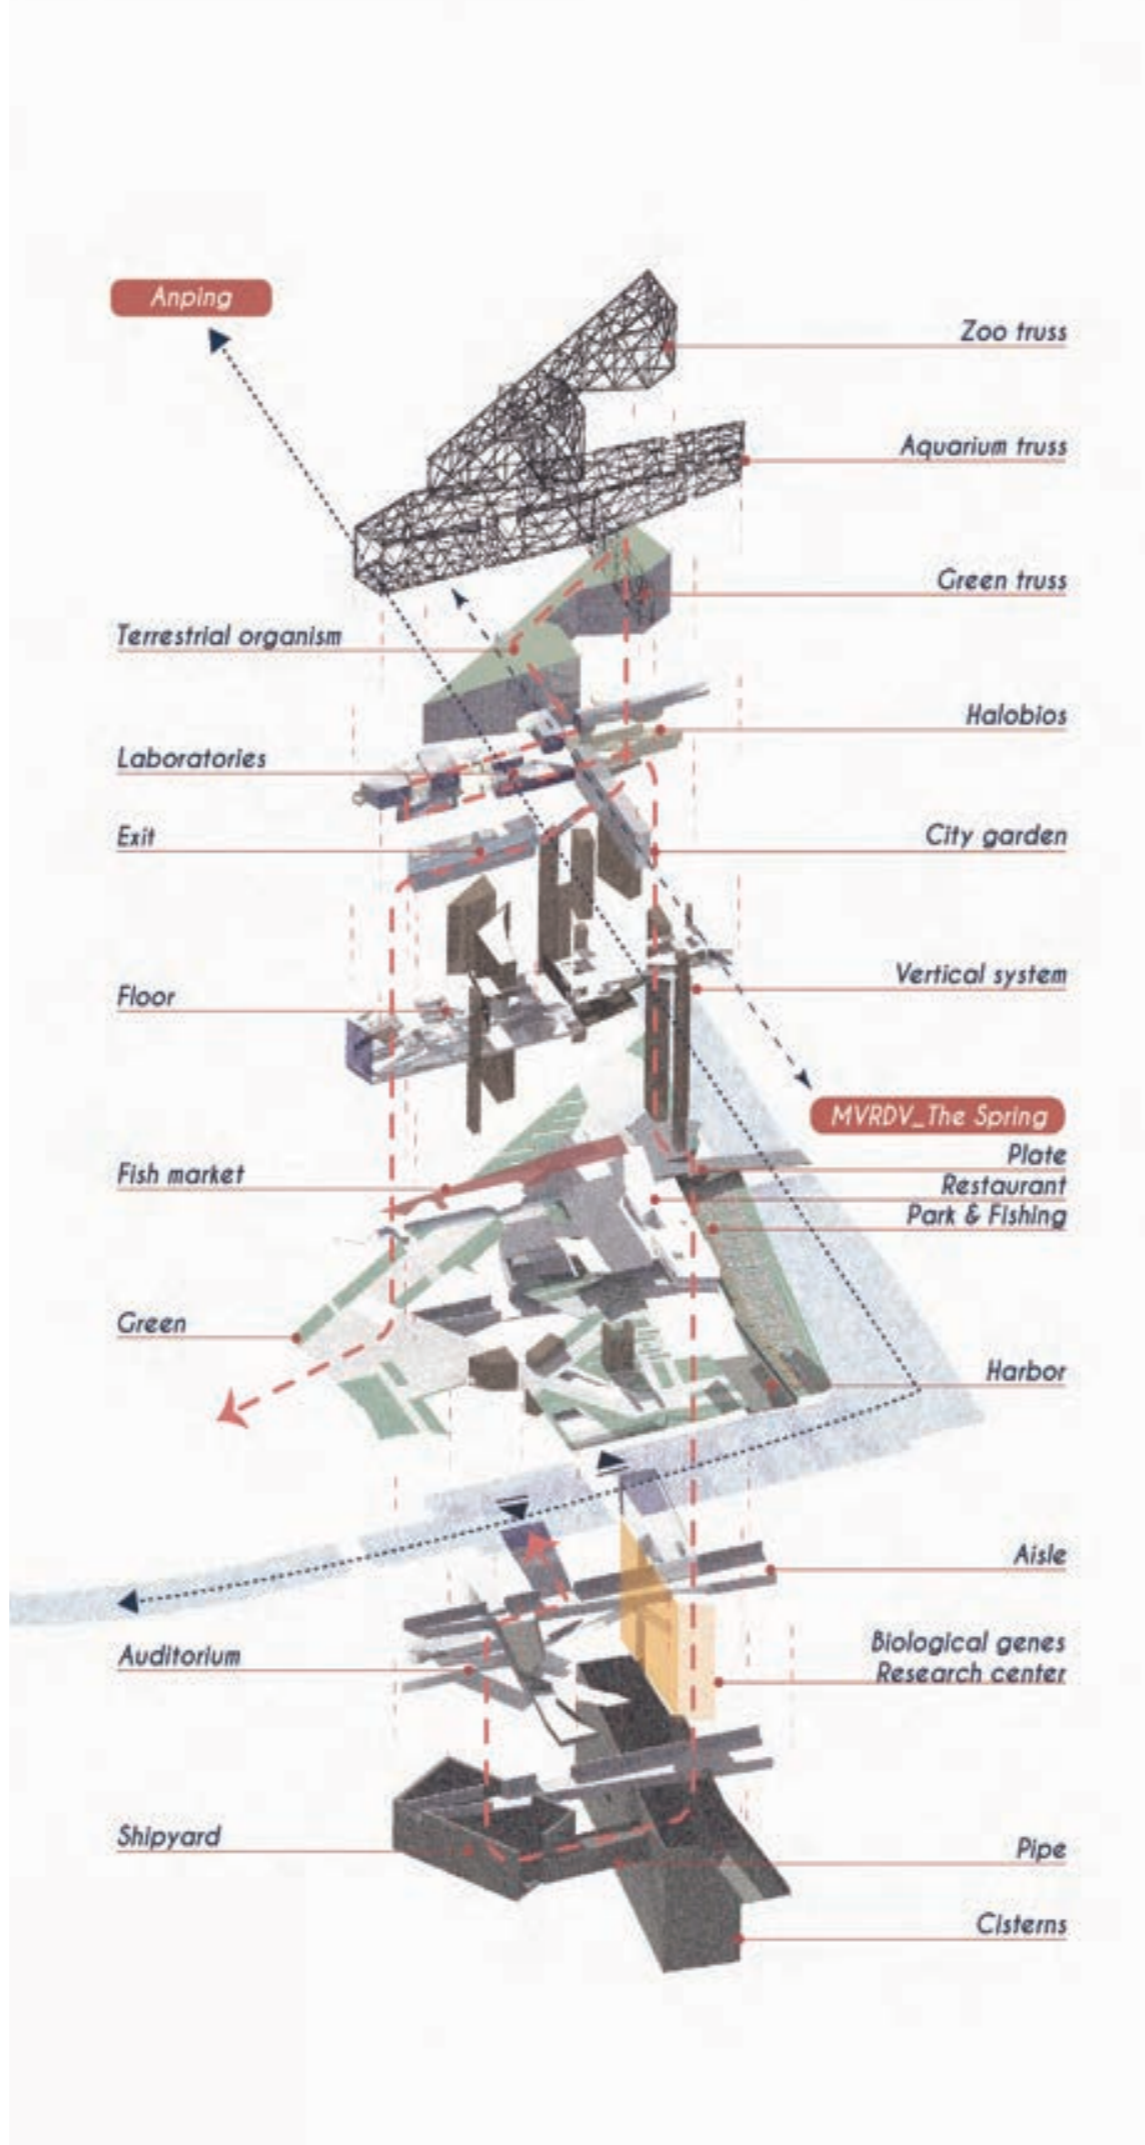 Anping
Zoo truss
Aquarium truss
Green truss
Terrestrial organism
Halobios
Laboratories
Exit
City garden
Vertical system
Floor
MVRDV_The Spring
Plate
Fish market
Restaurant
Park & Fishing
Green
Harbor
Aisle
Auditorium
Biological genes
Research center
Shipyard
Pipe
Cisterns